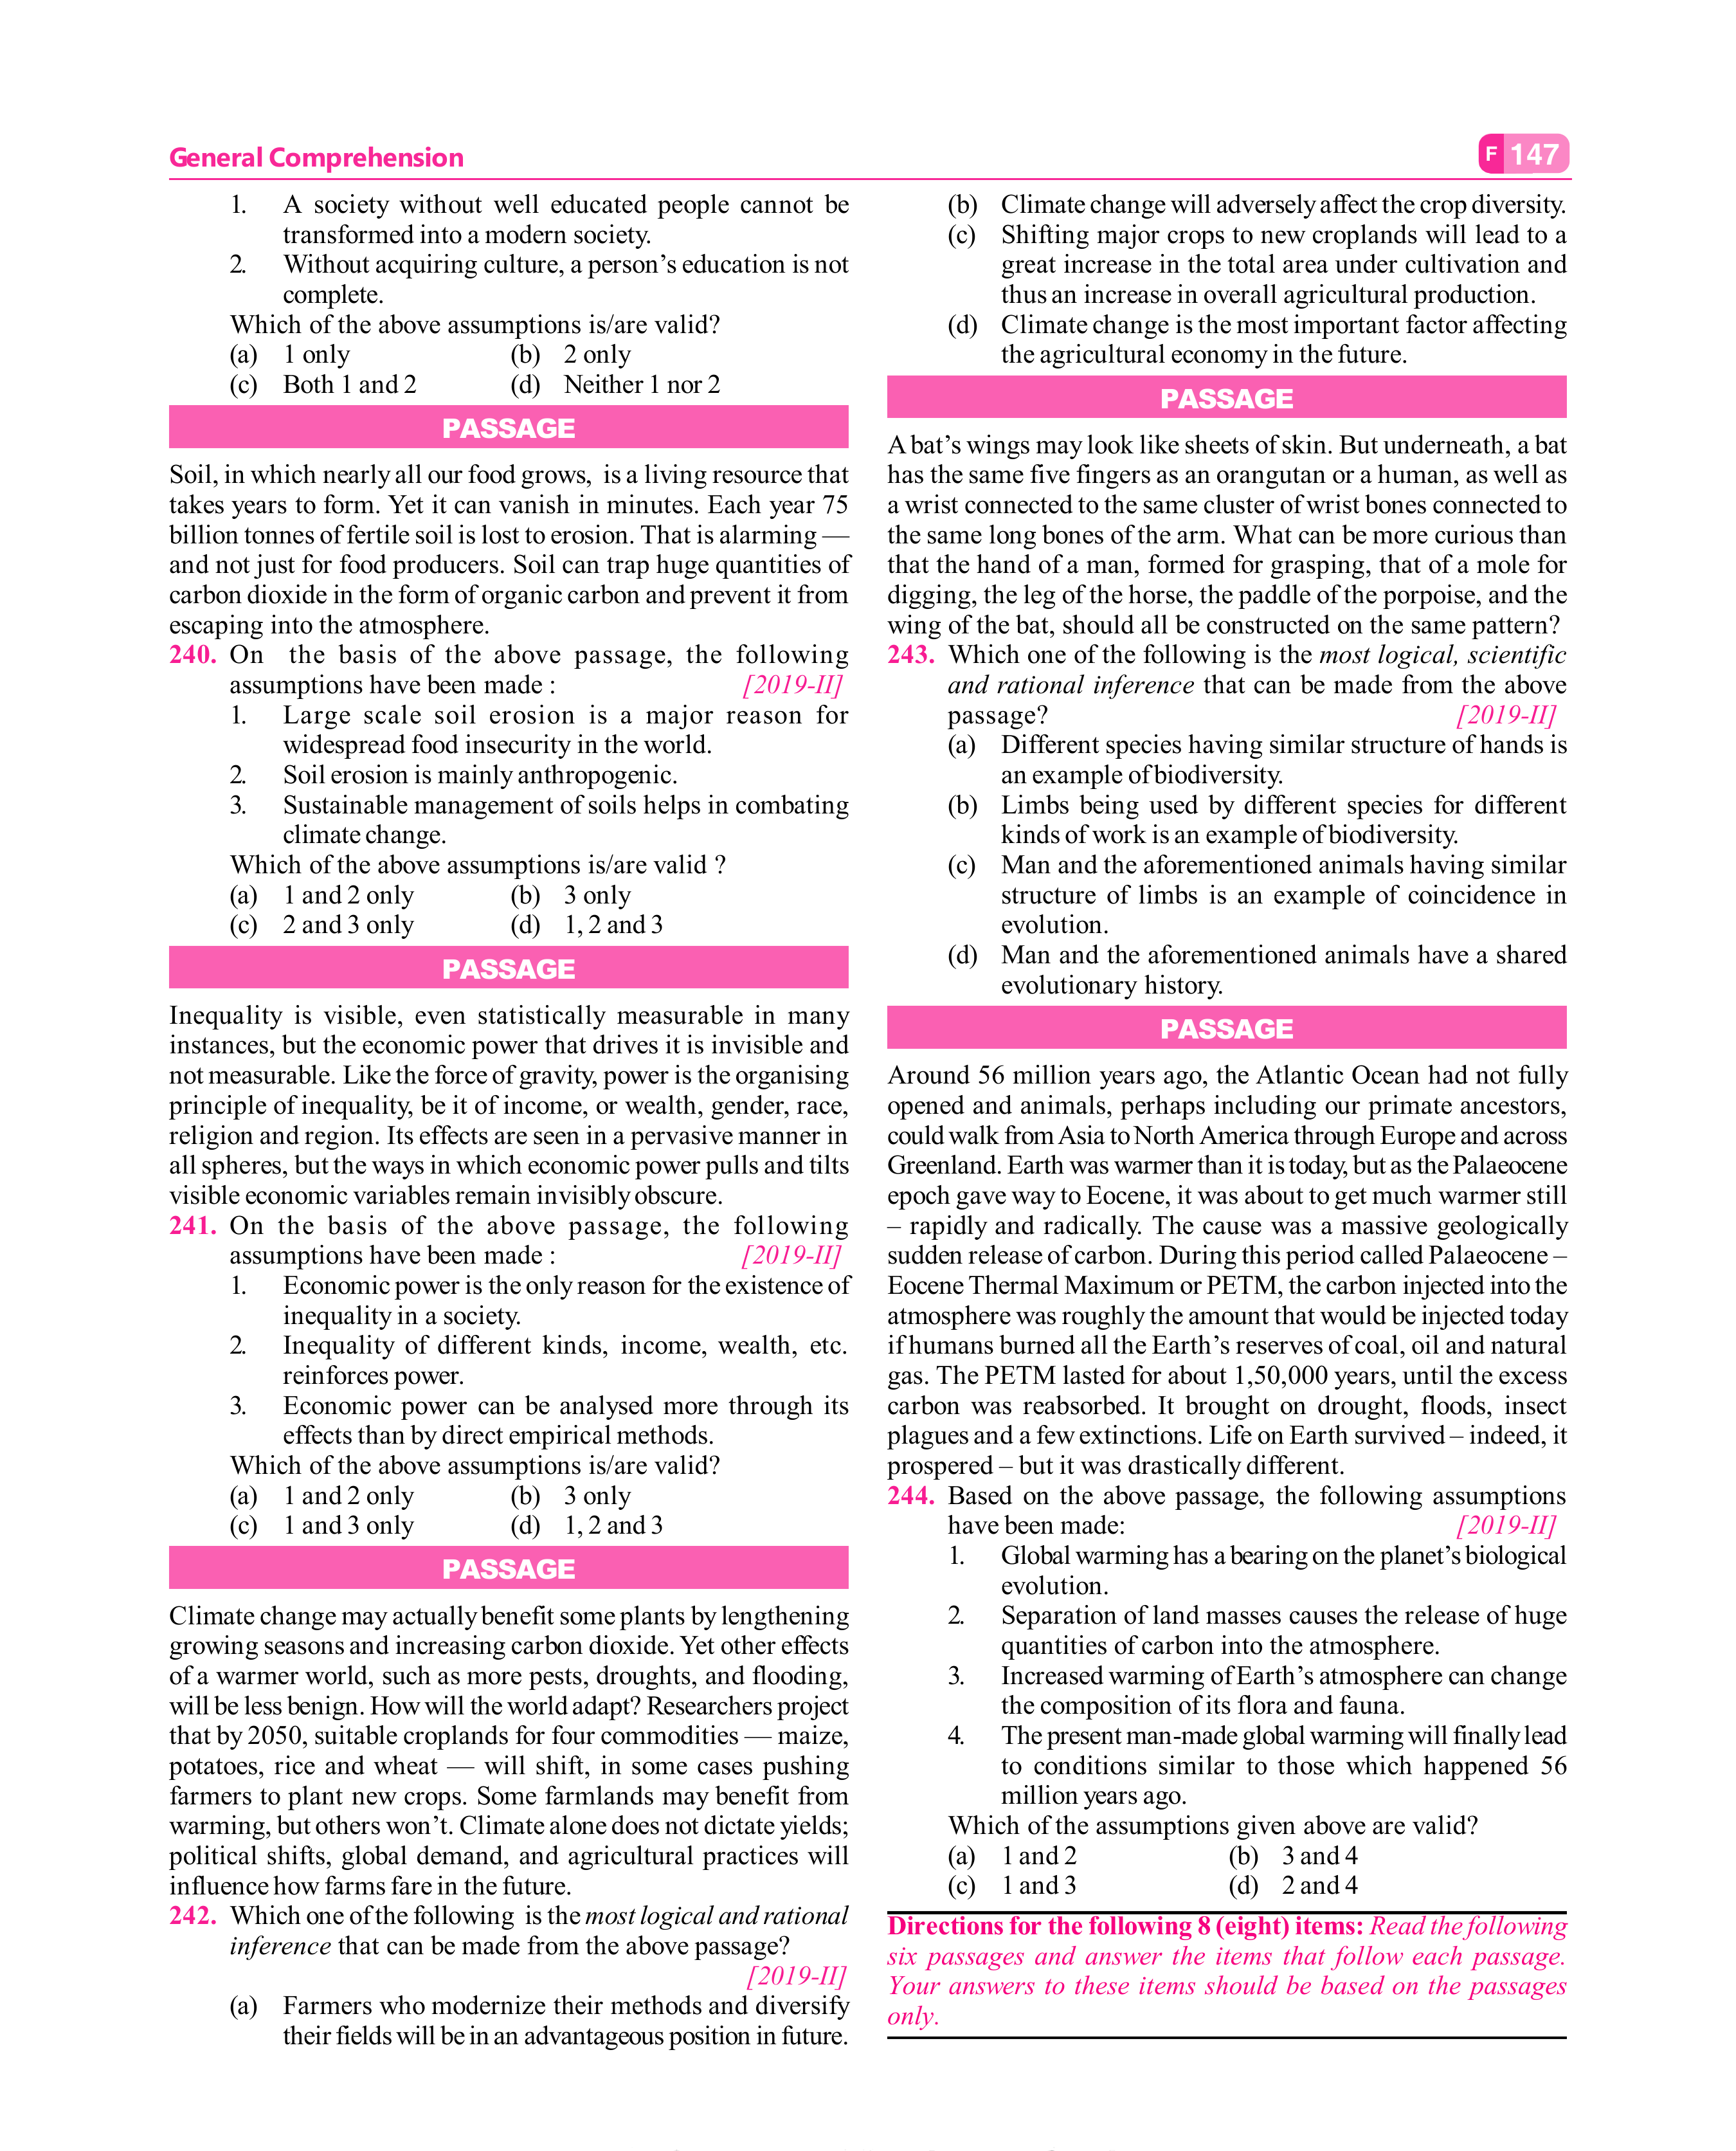 General Comprehension
F 147
1. A society without well educated people cannot be
transformed into a modern society.
2. Without acquiring culture, a person’s education is not
complete.
Which of the above assumptions is/are valid?
(a) 1 only (b) 2 only
(c) Both 1 and 2 (d) Neither 1 nor 2
PASSAGE
Soil, in which nearly all our food grows, is a living resource that
takes years to form. Yet it can vanish in minutes. Each year 75
billion tonnes of fertile soil is lost to erosion. That is alarming —
and not just for food producers. Soil can trap huge quantities of
carbon dioxide in the form of organic carbon and prevent it from
escaping into the atmosphere.
240. On the basis of the above passage, the following
assumptions have been made : [2019-II]
1. Large scale soil erosion is a major reason for
widespread food insecurity in the world.
2. Soil erosion is mainly anthropogenic.
3. Sustainable management of soils helps in combating
climate change.
Which of the above assumptions is/are valid ?
(a) 1 and 2 only (b) 3 only
(c) 2 and 3 only (d) 1, 2 and 3
PASSAGE
Inequality is visible, even statistically measurable in many
instances, but the economic power that drives it is invisible and
not measurable. Like the force of gravity, power is the organising
principle of inequality, be it of income, or wealth, gender, race,
religion and region. Its effects are seen in a pervasive manner in
all spheres, but the ways in which economic power pulls and tilts
visible economic variables remain invisibly obscure.
241. On the basis of the above passage, the following
assumptions have been made : [2019-II]
1. Economic power is the only reason for the existence of
inequality in a society.
2. Inequality of different kinds, income, wealth, etc.
reinforces power.
3. Economic power can be analysed more through its
effects than by direct empirical methods.
Which of the above assumptions is/are valid?
(a) 1 and 2 only (b) 3 only
(c) 1 and 3 only (d) 1, 2 and 3
PASSAGE
Climate change may actually benefit some plants by lengthening
growing seasons and increasing carbon dioxide. Yet other effects
of a warmer world, such as more pests, droughts, and flooding,
will be less benign. How will the world adapt? Researchers project
that by 2050, suitable croplands for four commodities — maize,
potatoes, rice and wheat — will shift, in some cases pushing
farmers to plant new crops. Some farmlands may benefit from
warming, but others won’t. Climate alone does not dictate yields;
political shifts, global demand, and agricultural practices will
influence how farms fare in the future.
242. Which one of the following is the most logical and rational
inference that can be made from the above passage?
[2019-II]
(a) Farmers who modernize their methods and diversify
their fields will be in an advantageous position in future.
(b) Climate change will adversely affect the crop diversity.
(c) Shifting major crops to new croplands will lead to a
great increase in the total area under cultivation and
thus an increase in overall agricultural production.
(d) Climate change is the most important factor affecting
the agricultural economy in the future.
PASSAGE
A bat’s wings may look like sheets of skin. But underneath, a bat
has the same five fingers as an orangutan or a human, as well as
a wrist connected to the same cluster of wrist bones connected to
the same long bones of the arm. What can be more curious than
that the hand of a man, formed for grasping, that of a mole for
digging, the leg of the horse, the paddle of the porpoise, and the
wing of the bat, should all be constructed on the same pattern?
243. Which one of the following is the most logical, scientific
and rational inference that can be made from the above
passage? [2019-II]
(a) Different species having similar structure of hands is
an example of biodiversity.
(b) Limbs being used by different species for different
kinds of work is an example of biodiversity.
(c) Man and the aforementioned animals having similar
structure of limbs is an example of coincidence in
evolution.
(d) Man and the aforementioned animals have a shared
evolutionary history.
PASSAGE
Around 56 million years ago, the Atlantic Ocean had not fully
opened and animals, perhaps including our primate ancestors,
could walk from Asia to North America through Europe and across
Greenland. Earth was warmer than it is today, but as the Palaeocene
epoch gave way to Eocene, it was about to get much warmer still
– rapidly and radically. The cause was a massive geologically
sudden release of carbon. During this period called Palaeocene –
Eocene Thermal Maximum or PETM, the carbon injected into the
atmosphere was roughly the amount that would be injected today
if humans burned all the Earth’s reserves of coal, oil and natural
gas. The PETM lasted for about 1,50,000 years, until the excess
carbon was reabsorbed. It brought on drought, floods, insect
plagues and a few extinctions. Life on Earth survived – indeed, it
prospered – but it was drastically different.
244. Based on the above passage, the following assumptions
have been made: [2019-II]
1. Global warming has a bearing on the planet’s biological
evolution.
2. Separation of land masses causes the release of huge
quantities of carbon into the atmosphere.
3. Increased warming of Earth’s atmosphere can change
the composition of its flora and fauna.
4. The present man-made global warming will finally lead
to conditions similar to those which happened 56
million years ago.
Which of the assumptions given above are valid?
(a) 1 and 2 (b) 3 and 4
(c) 1 and 3 (d) 2 and 4
Directions for the following 8 (eight) items: Read the following
six passages and answer the items that follow each passage.
Your answers to these items should be based on the passages
only.